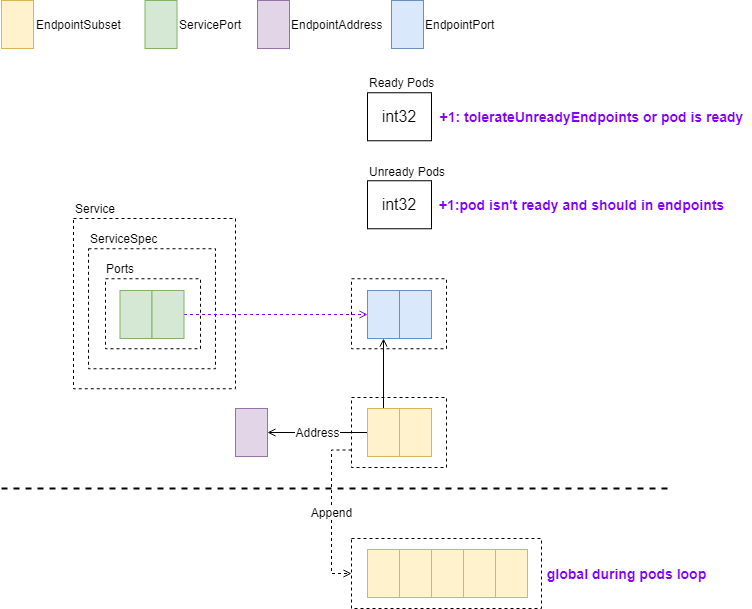 EndpointSubset
ServicePort
EndpointAddress
EndpointPort
Ready Pods
int32
+1: tolerateUnreadyEndpoints or pod is ready
Unready Pods
int32
+1:pod isn't ready and should in endpoints
Service
ServiceSpec
Ports
Address
Append
global during pods loop